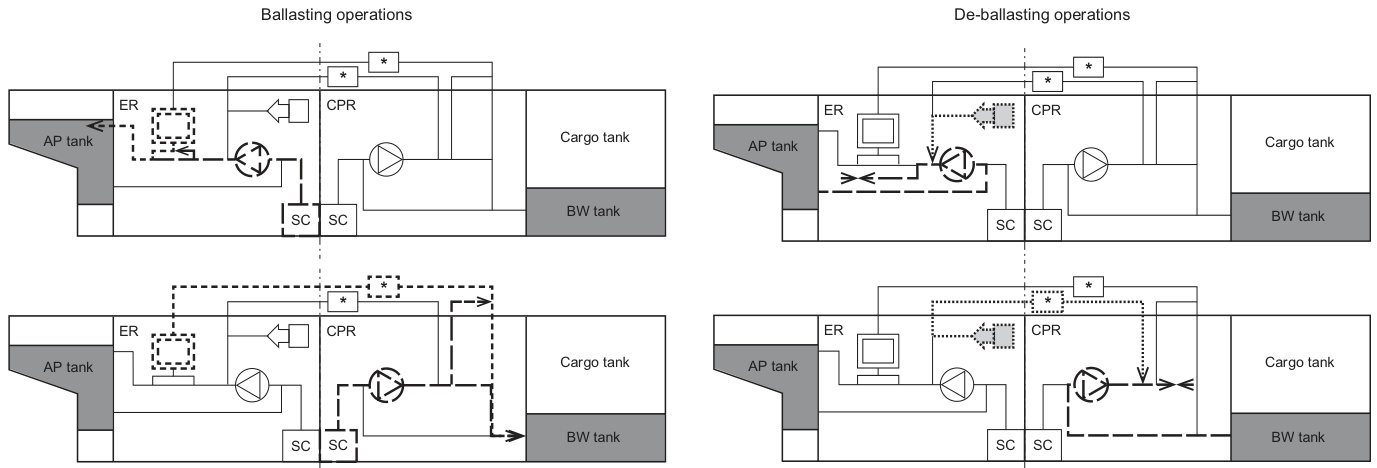 Ballasting operations
De-ballasting operations
*
*
ER
CPR
AP tank
Cargo tank
BW tank
SC
SC
*
*
ER
CPR
AP tank
Cargo tank
BW tank
SC
SC
*
*
ER
CPR
AP tank
Cargo tank
BW tank
SC
SC
*
*
ER
CPR
AP tank
Cargo tank
BW tank
SC
SC